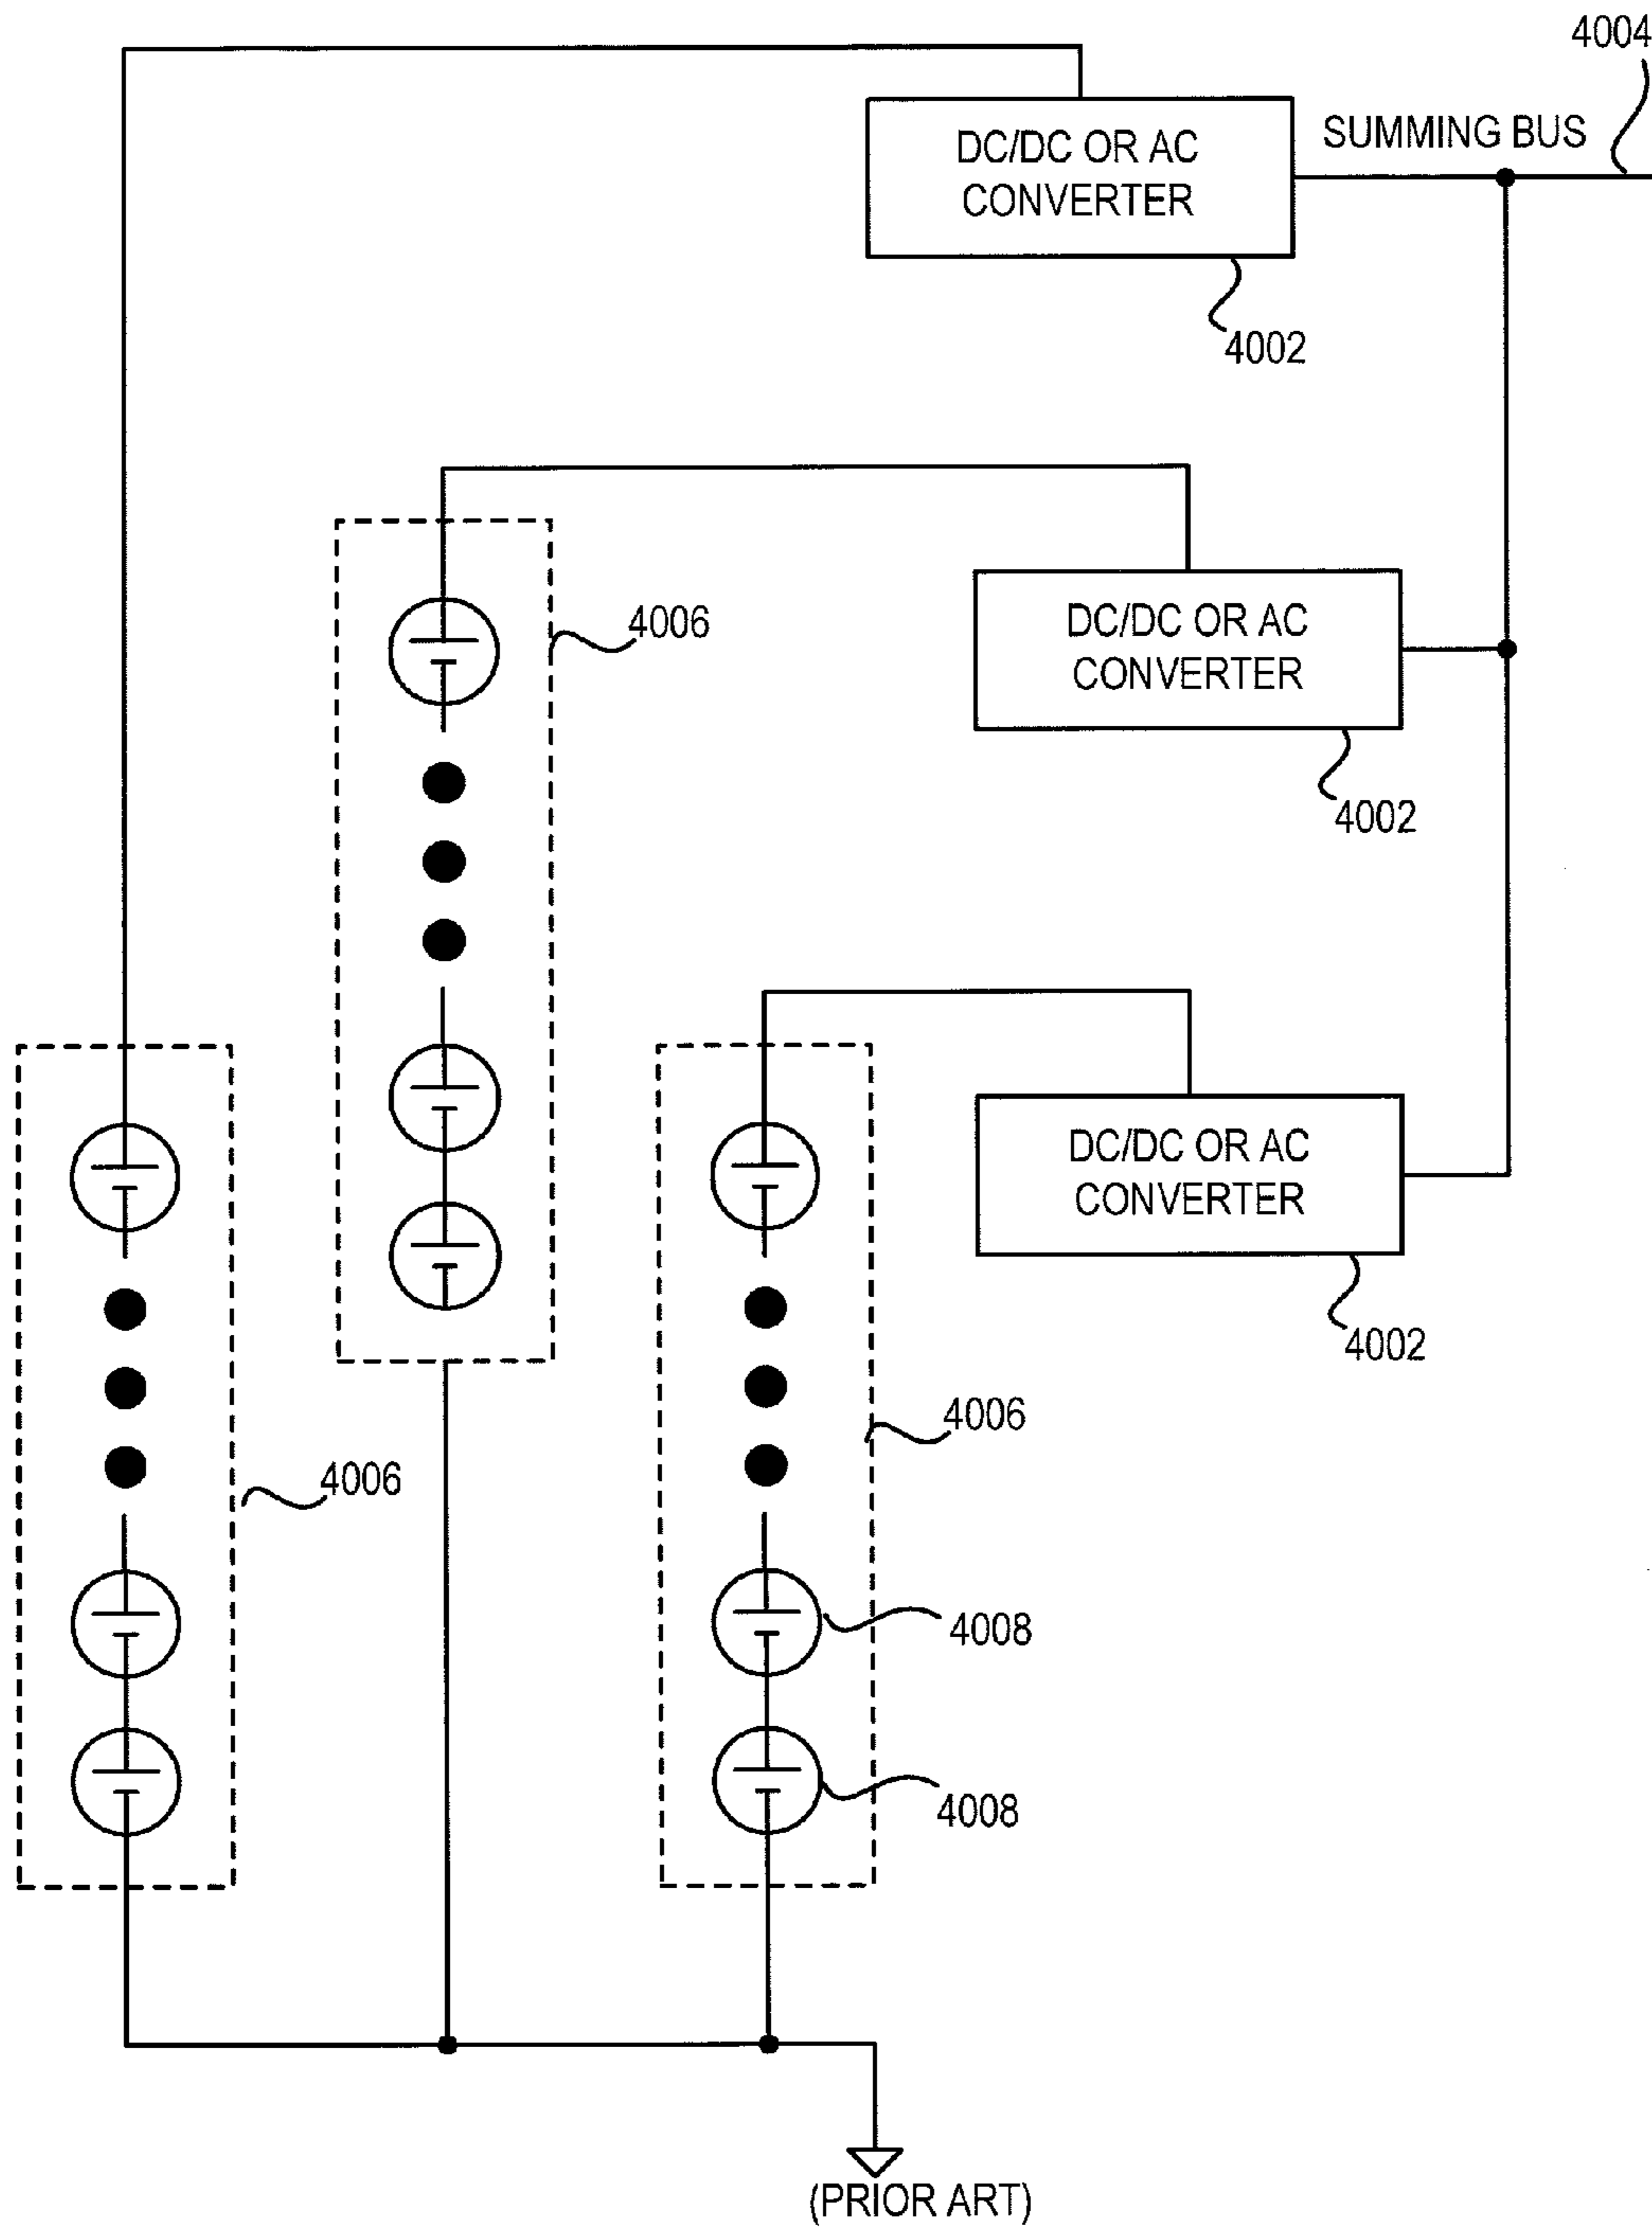 4004
SUMMING BUS
DC/DC OR AC
CONVERTER
4002
4006
DC/DC OR AC
CONVERTER
4002
DC/DC OR AC
CONVERTER
4002
4006
4006
4008
4008
(PRIOR ART)